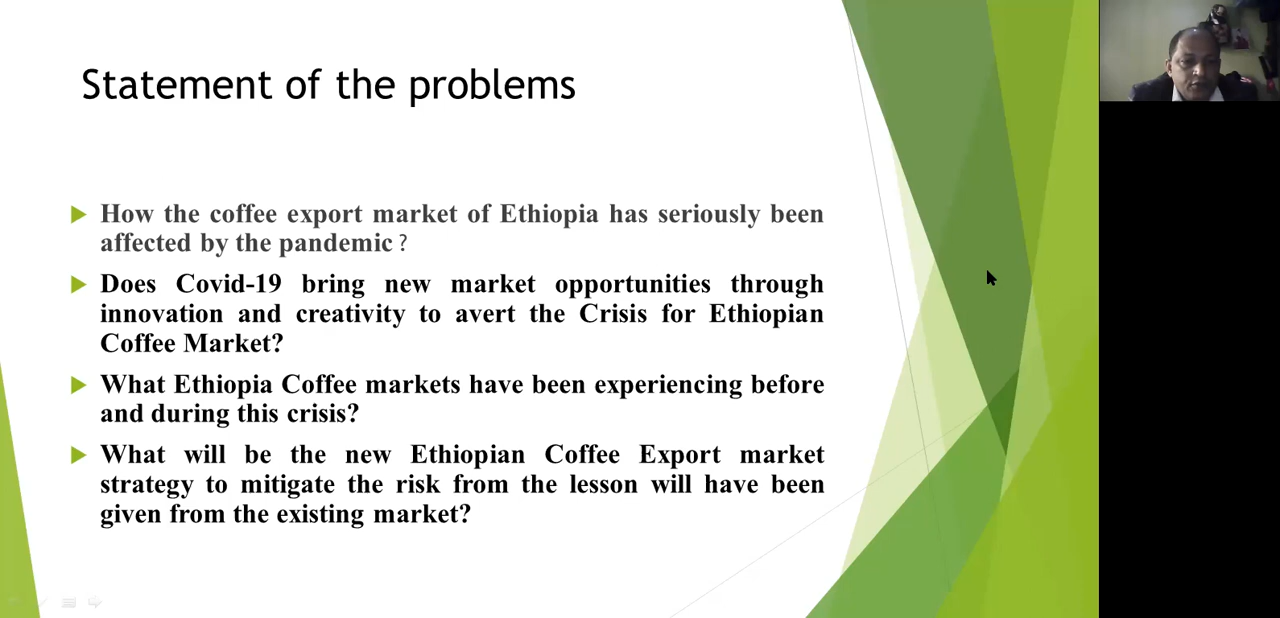 Statement of the problems
How the coffee export market of Ethiopia has seriously been
affected by the pandemic ?
Does Covid-19 bring new market opportunities through
innovation and creativity to avert the Crisis for Ethiopian
Coffee Market?
What Ethiopia Coffee markets have been experiencing before
and during this crisis?
What will be the new Ethiopian Coffee Export market
strategy to mitigate the risk from the lesson will have been
given from the existing market?